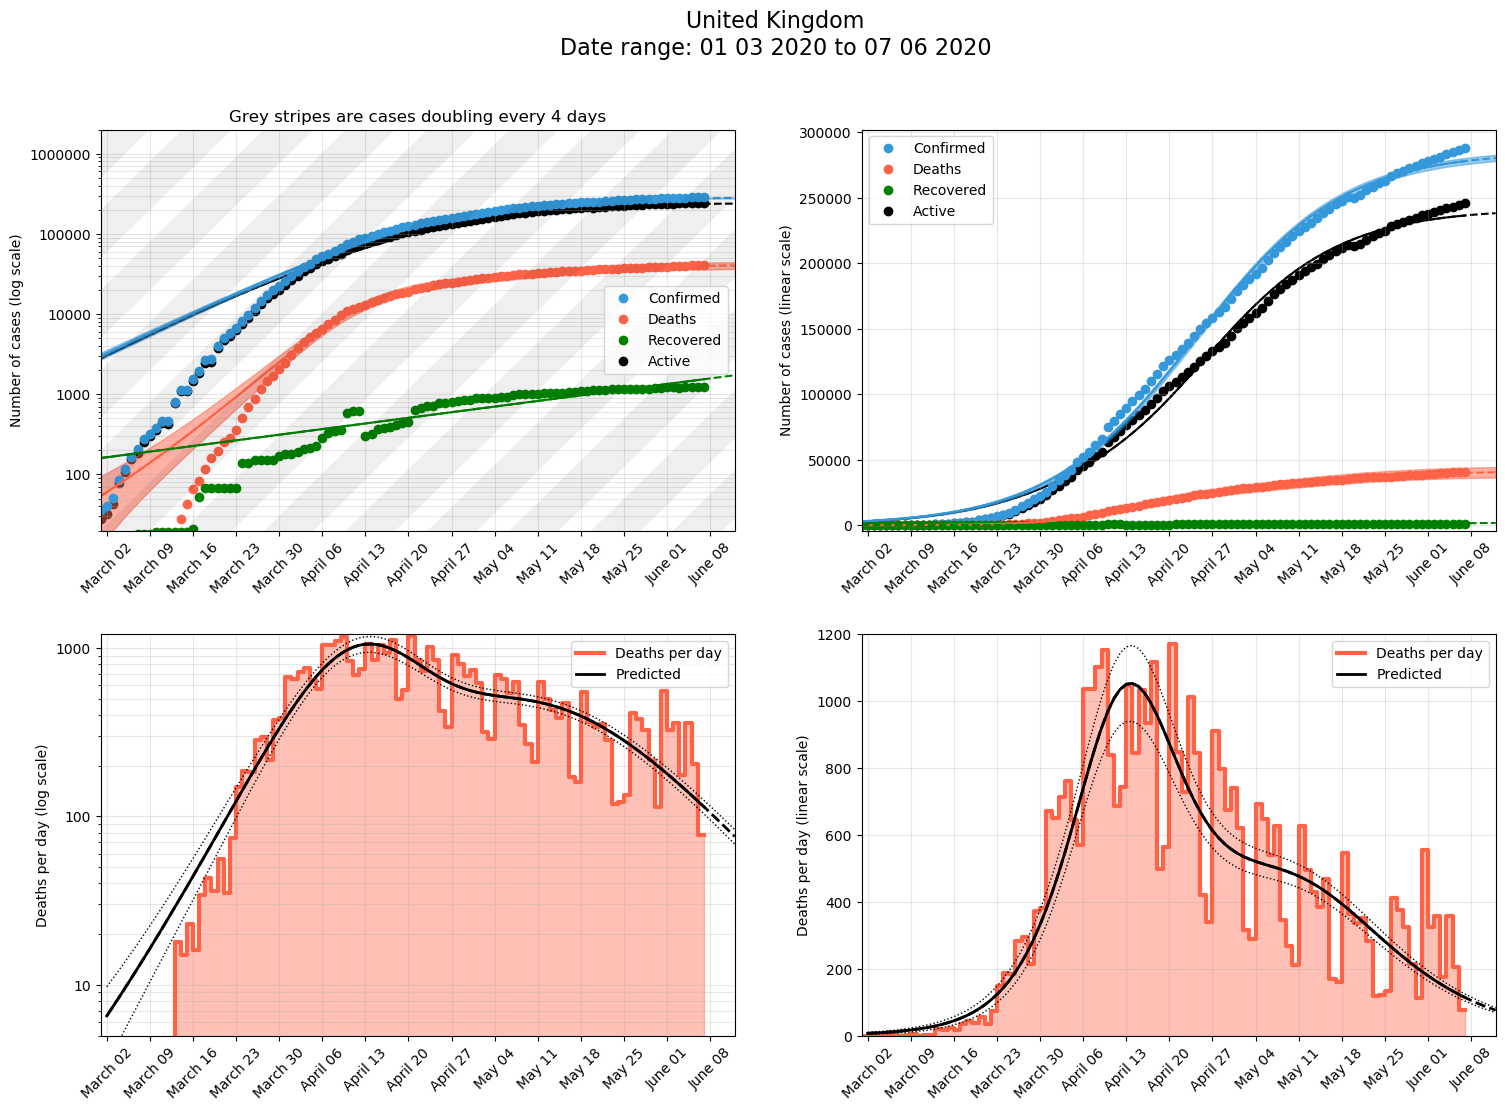 United Kingdom
Date range: 01 03 2020 to 07 06 2020
Grey stripes are cases doubling every 4 days
Number of cases (log scale)
1000000
100000
10000
1000
100
Confirmed
Deaths
Recovered
Active
March 02
March 09
March 16
March 23
March 30
April 06
April 13
April 20
April 27
May 04
May 11
May 18
May 25
June 01
June 08
Number of cases (linear scale)
300000
250000
200000
150000
100000
50000
0
Confirmed
Deaths
Recovered
Active
March 02
March 09
March 16
March 23
March 30
April 06
April 13
April 20
April 27
May 04
May 11
May 18
May 25
June 01
June 08
Deaths per day (log scale)
1000
100
10
Deaths per day
Predicted
March 02
March 09
March 16
March 23
March 30
April 06
April 13
April 20
April 27
May 04
May 11
May 18
May 25
June 01
June 08
Deaths per day (linear scale)
1200
1000
800
600
400
200
0
Deaths per day
Predicted
March 02
March 09
March 16
March 23
March 30
April 06
April 13
April 20
April 27
May 04
May 11
May 18
May 25
June 01
June 08